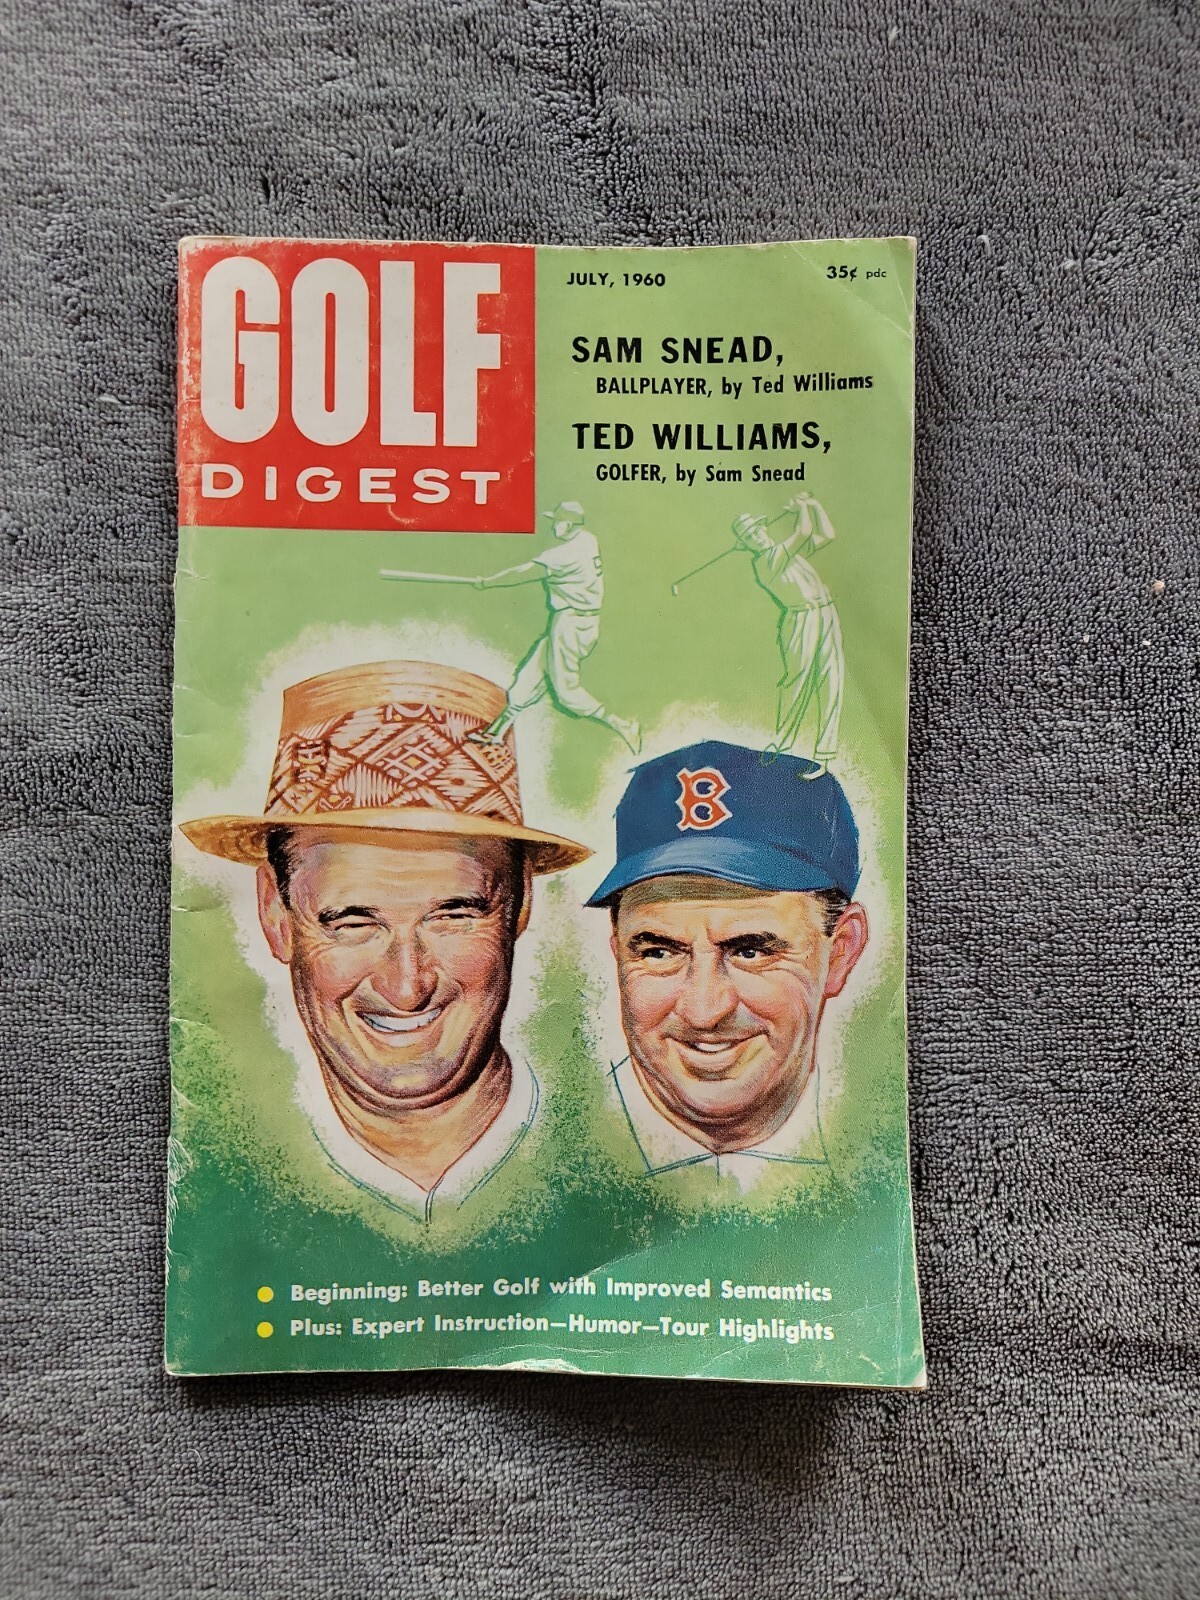 GOLF
DIGEST
JULY, 1960
35¢ pdc
SAM SNEAD,
BALLPLAYER, by Ted Williams
TED WILLIAMS,
GOLFER, by Sam Snead
B
Beginning: Better Golf with Improved Semantics
Plus: Expert Instruction—Humor—Tour Highlights